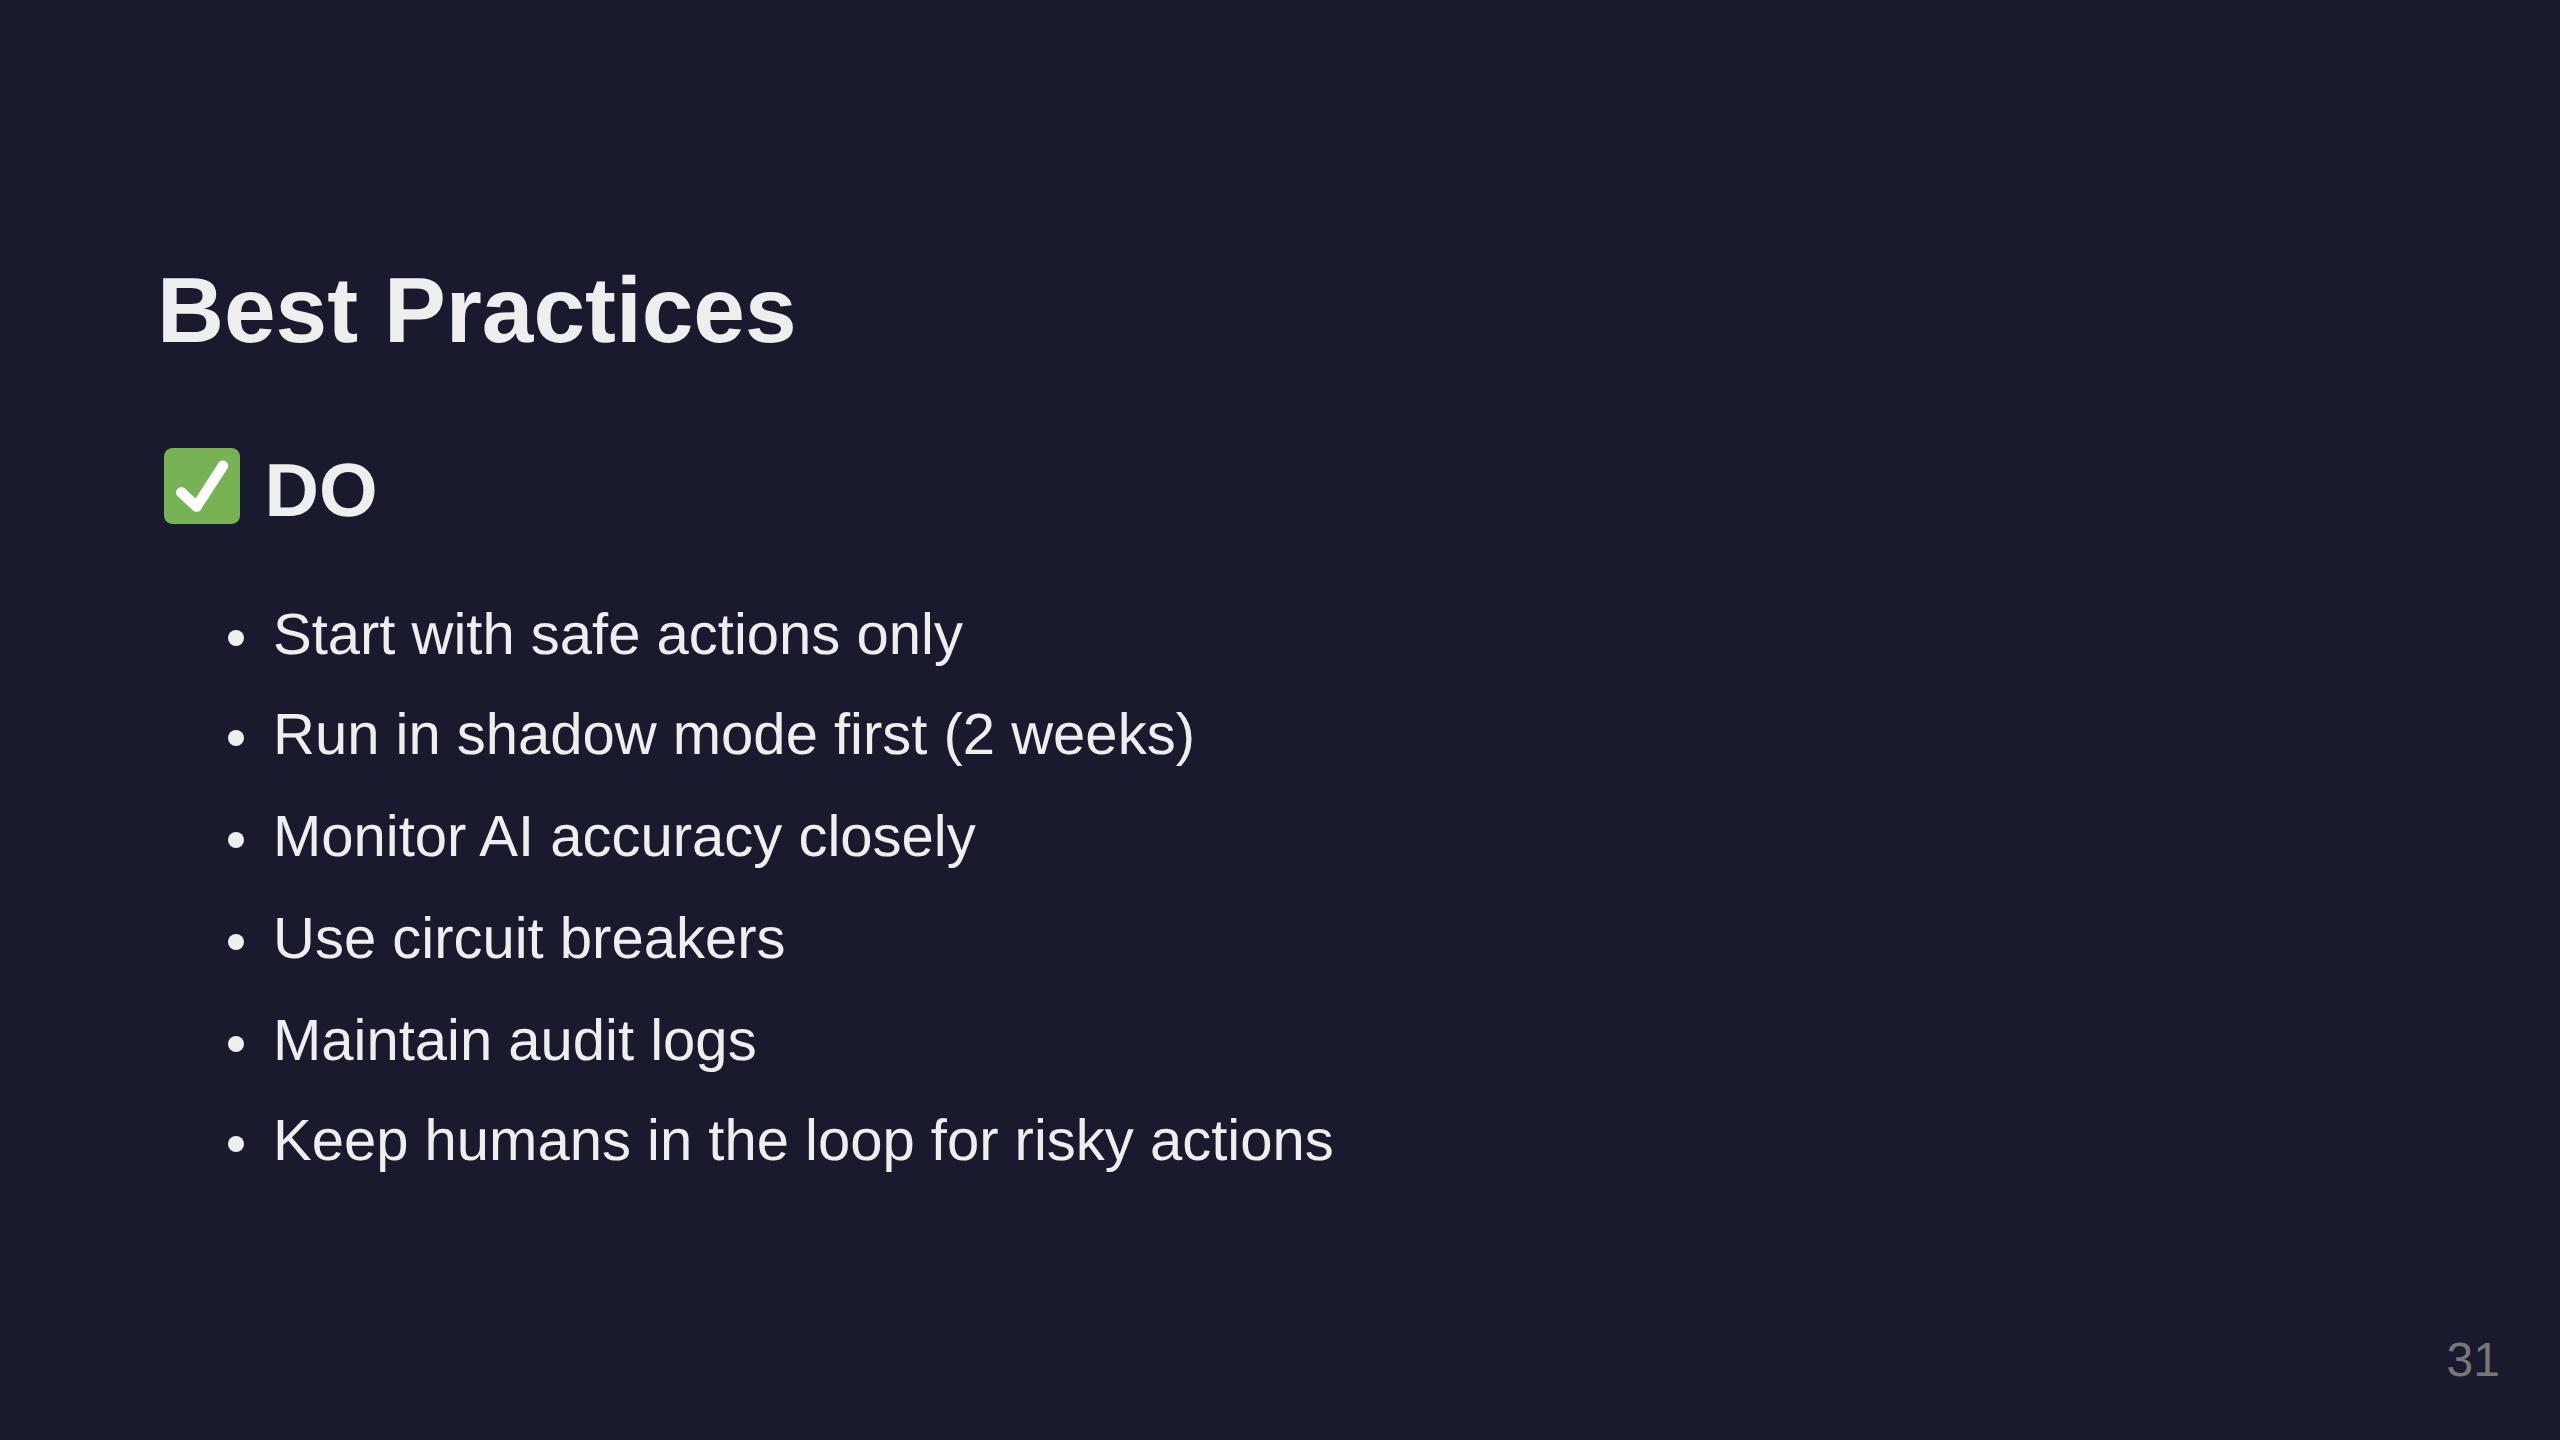 Best Practices
✅ DO
• Start with safe actions only
• Run in shadow mode first (2 weeks)
• Monitor AI accuracy closely
• Use circuit breakers
• Maintain audit logs
• Keep humans in the loop for risky actions
31